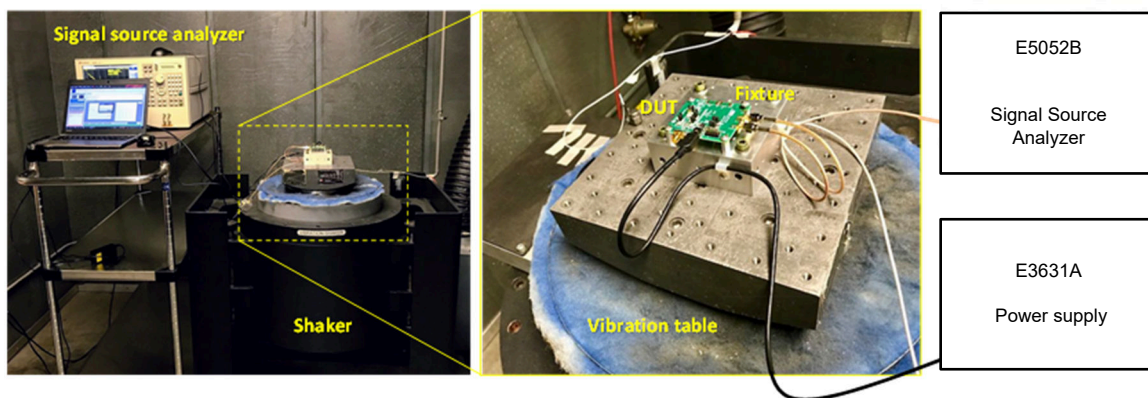 Signal source analyzer
Shaker
DUT
Fixture
Vibration table
E5052B
Signal Source
Analyzer
E3631A
Power supply